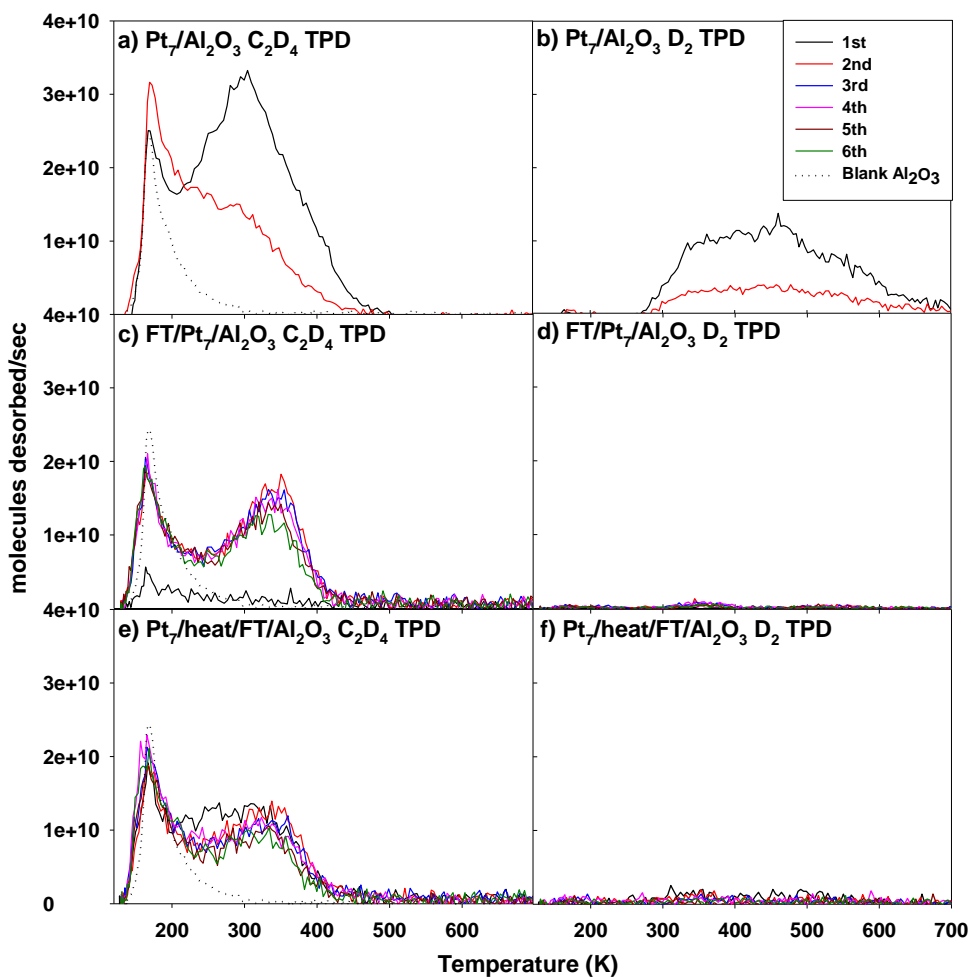 a) Pt₇/Al₂O₃ C₂D₄ TPD
b) Pt₇/Al₂O₃ D₂ TPD
1st
2nd
3rd
4th
5th
6th
Blank Al₂O₃
4e+10
3e+10
2e+10
1e+10
4e+10
c) FT/Pt₇/Al₂O₃ C₂D₄ TPD
d) FT/Pt₇/Al₂O₃ D₂ TPD
3e+10
2e+10
1e+10
4e+10
e) Pt₇/heat/FT/Al₂O₃ C₂D₄ TPD
f) Pt₇/heat/FT/Al₂O₃ D₂ TPD
3e+10
2e+10
1e+10
0
molecules desorbed/sec
200 300 400 500 600
200 300 400 500 600 700
Temperature (K)